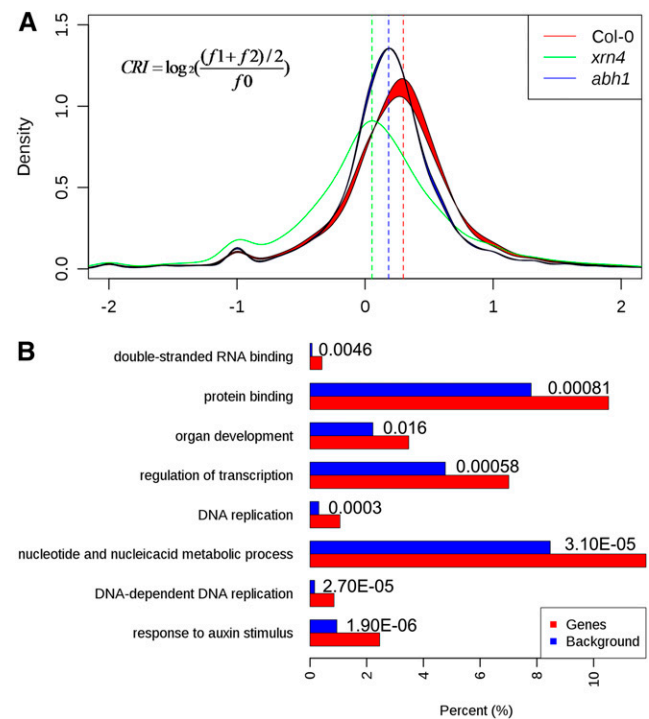 A
CRI=log2((f1+f2)/2 / f0)
Col-0
xrn4
abh1
Density
1.5
1.0
0.5
0.0
-2 -1 0 1 2
B
double-stranded RNA binding 0.0046
protein binding 0.00081
organ development 0.016
regulation of transcription 0.00058
DNA replication 0.0003
nucleotide and nucleicacid metabolic process 3.10E-05
DNA-dependent DNA replication 2.70E-05
response to auxin stimulus 1.90E-06
Genes
Background
0 2 4 6 8 10
Percent (%)